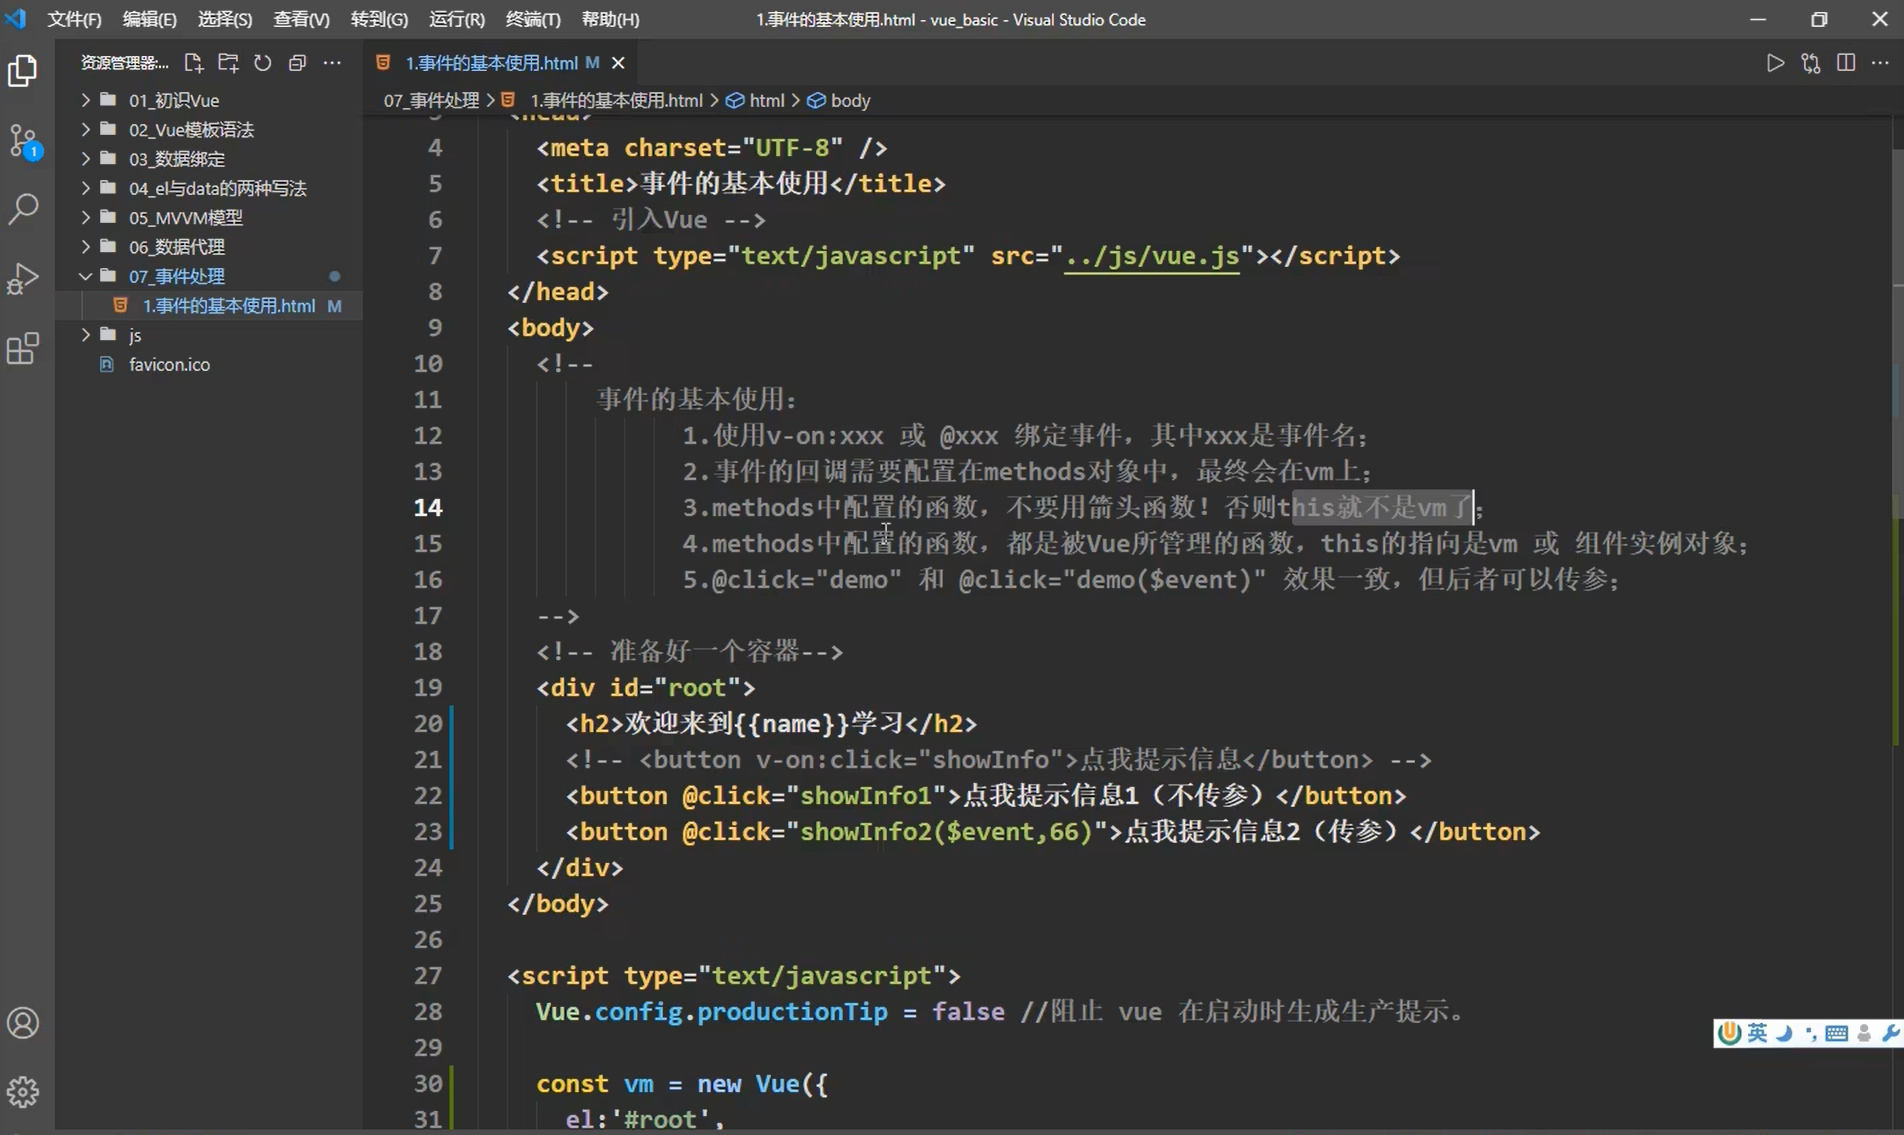 文件(F) 编辑(E) 选择(S) 查看(V) 转到(G) 运行(R) 终端(T) 帮助(H) 1.事件的基本使用.html - vue_basic - Visual Studio Code
资源管理器:...
1.事件的基本使用.html M
07_事件处理 > 1.事件的基本使用.html > html > body
01_初识Vue
02_Vue模板语法
03_数据绑定
04_el与data的两种写法
05_MVVM模型
06_数据代理
07_事件处理
1.事件的基本使用.html M
js
favicon.ico
1
3 <head>
4 <meta charset="UTF-8" />
5 <title>事件的基本使用</title>
6 <!-- 引入Vue -->
7 <script type="text/javascript" src="../js/vue.js"></script>
8 </head>
9 <body>
10 <!--
11 事件的基本使用：
12 1.使用v-on:xxx 或 @xxx 绑定事件，其中xxx是事件名；
13 2.事件的回调需要配置在methods对象中，最终会在vm上；
14 3.methods中配置的函数，不要用箭头函数！否则this就不是vm了；
15 4.methods中配置的函数，都是被Vue所管理的函数，this的指向是vm 或 组件实例对象；
16 5.@click="demo" 和 @click="demo($event)" 效果一致，但后者可以传参；
17 -->
18 <!-- 准备好一个容器-->
19 <div id="root">
20 <h2>欢迎来到{{name}}学习</h2>
21 <!-- <button v-on:click="showInfo">点我提示信息</button> -->
22 <button @click="showInfo1">点我提示信息1（不传参）</button>
23 <button @click="showInfo2($event,66)">点我提示信息2（传参）</button>
24 </div>
25 </body>
26
27 <script type="text/javascript">
28 Vue.config.productionTip = false //阻止 vue 在启动时生成生产提示。
29
30 const vm = new Vue({
31 el:'#root',
英